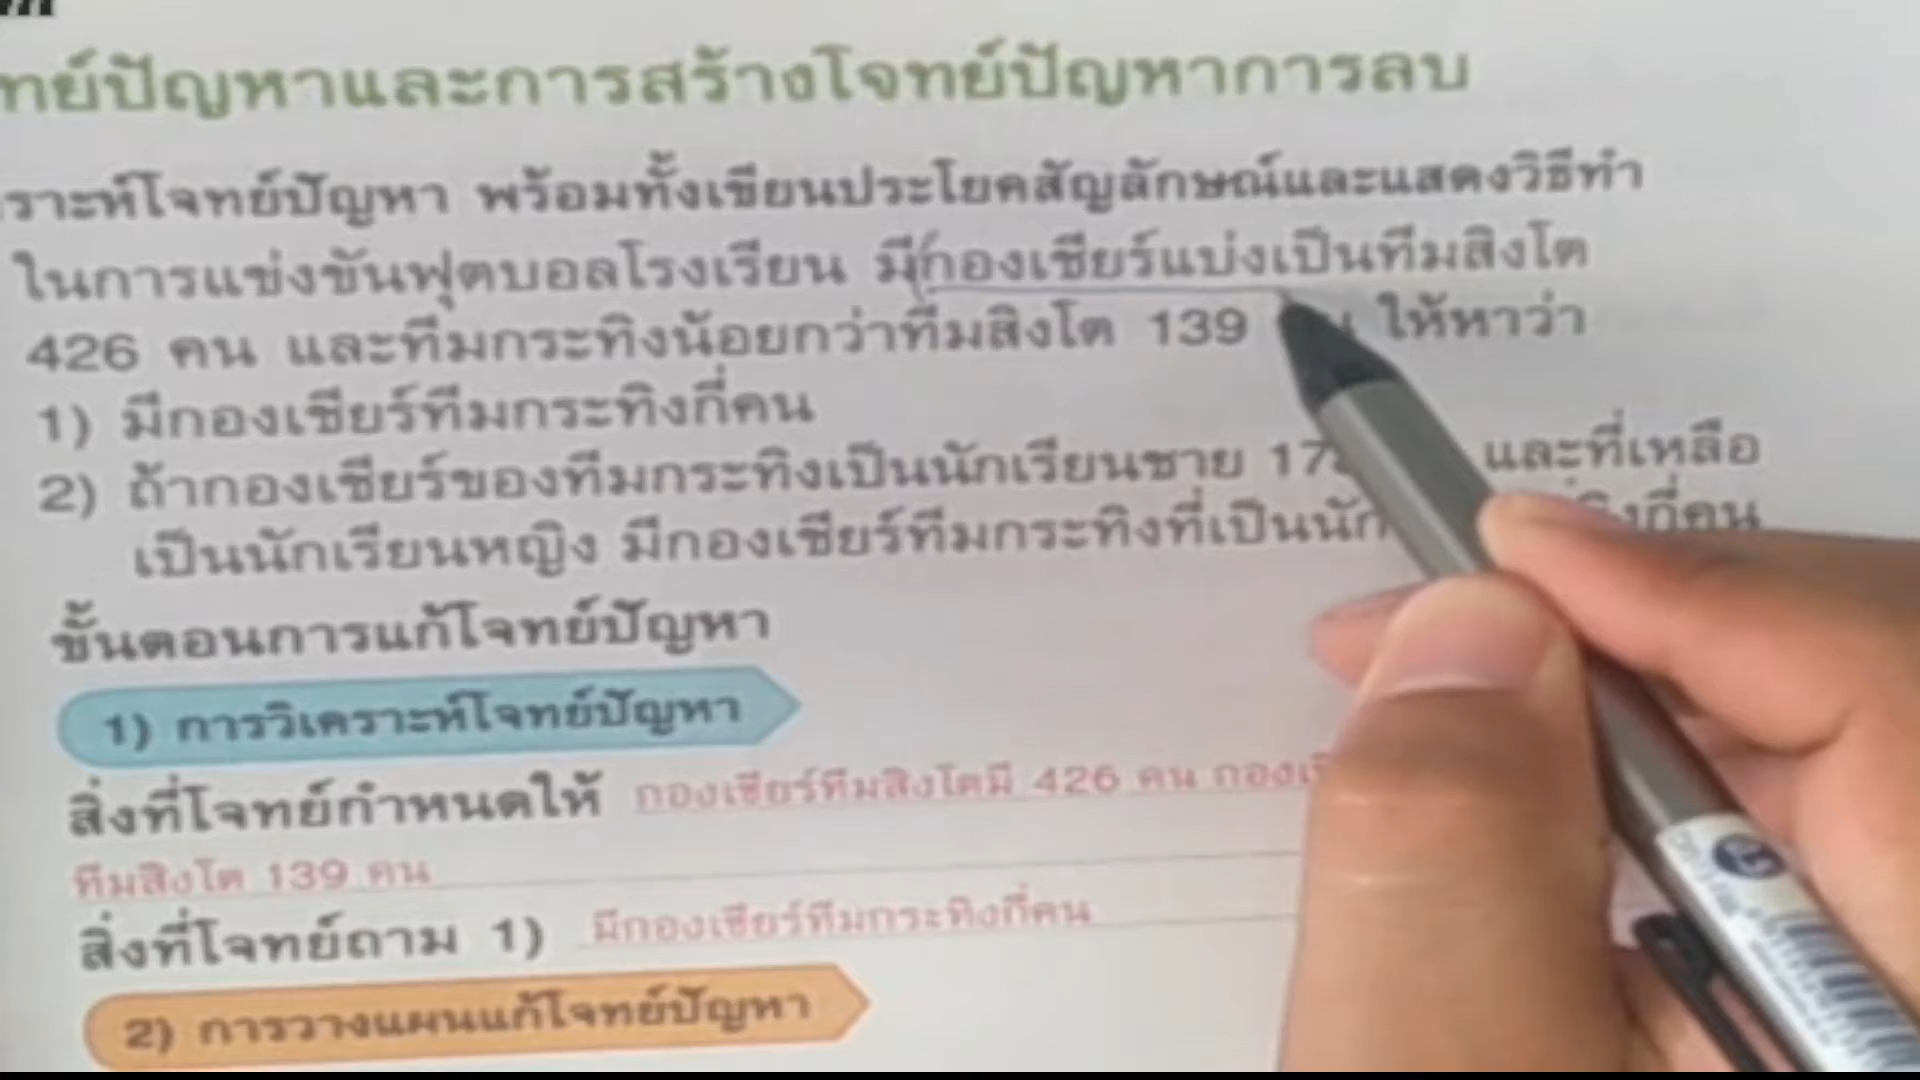 ทย์ปัญหาและการสร้างโจทย์ปัญหาการลบ
ราะห์โจทย์ปัญหา พร้อมทั้งเขียนประโยคสัญลักษณ์และแสดงวิธีทำ
ในการแข่งขันฟุตบอลโรงเรียน มีกองเชียร์แบ่งเป็นทีมสิงโต
426 คน และทีมกระทิงน้อยกว่าทีมสิงโต 139 ให้หาว่า
1) มีกองเชียร์ทีมกระทิงกี่คน
2) ถ้ากองเชียร์ของทีมกระทิงเป็นนักเรียนชาย 17 และที่เหลือ
เป็นนักเรียนหญิง มีกองเชียร์ทีมกระทิงที่เป็นนัก กี่คน
ขั้นตอนการแก้โจทย์ปัญหา
1) การวิเคราะห์โจทย์ปัญหา
สิ่งที่โจทย์กำหนดให้ กองเชียร์ทีมสิงโตมี 426 คน กองเ
ทีมสิงโต 139 คน
สิ่งที่โจทย์ถาม 1) มีกองเชียร์ทีมกระทิงกี่คน
2) การวางแผนแก้โจทย์ปัญหา